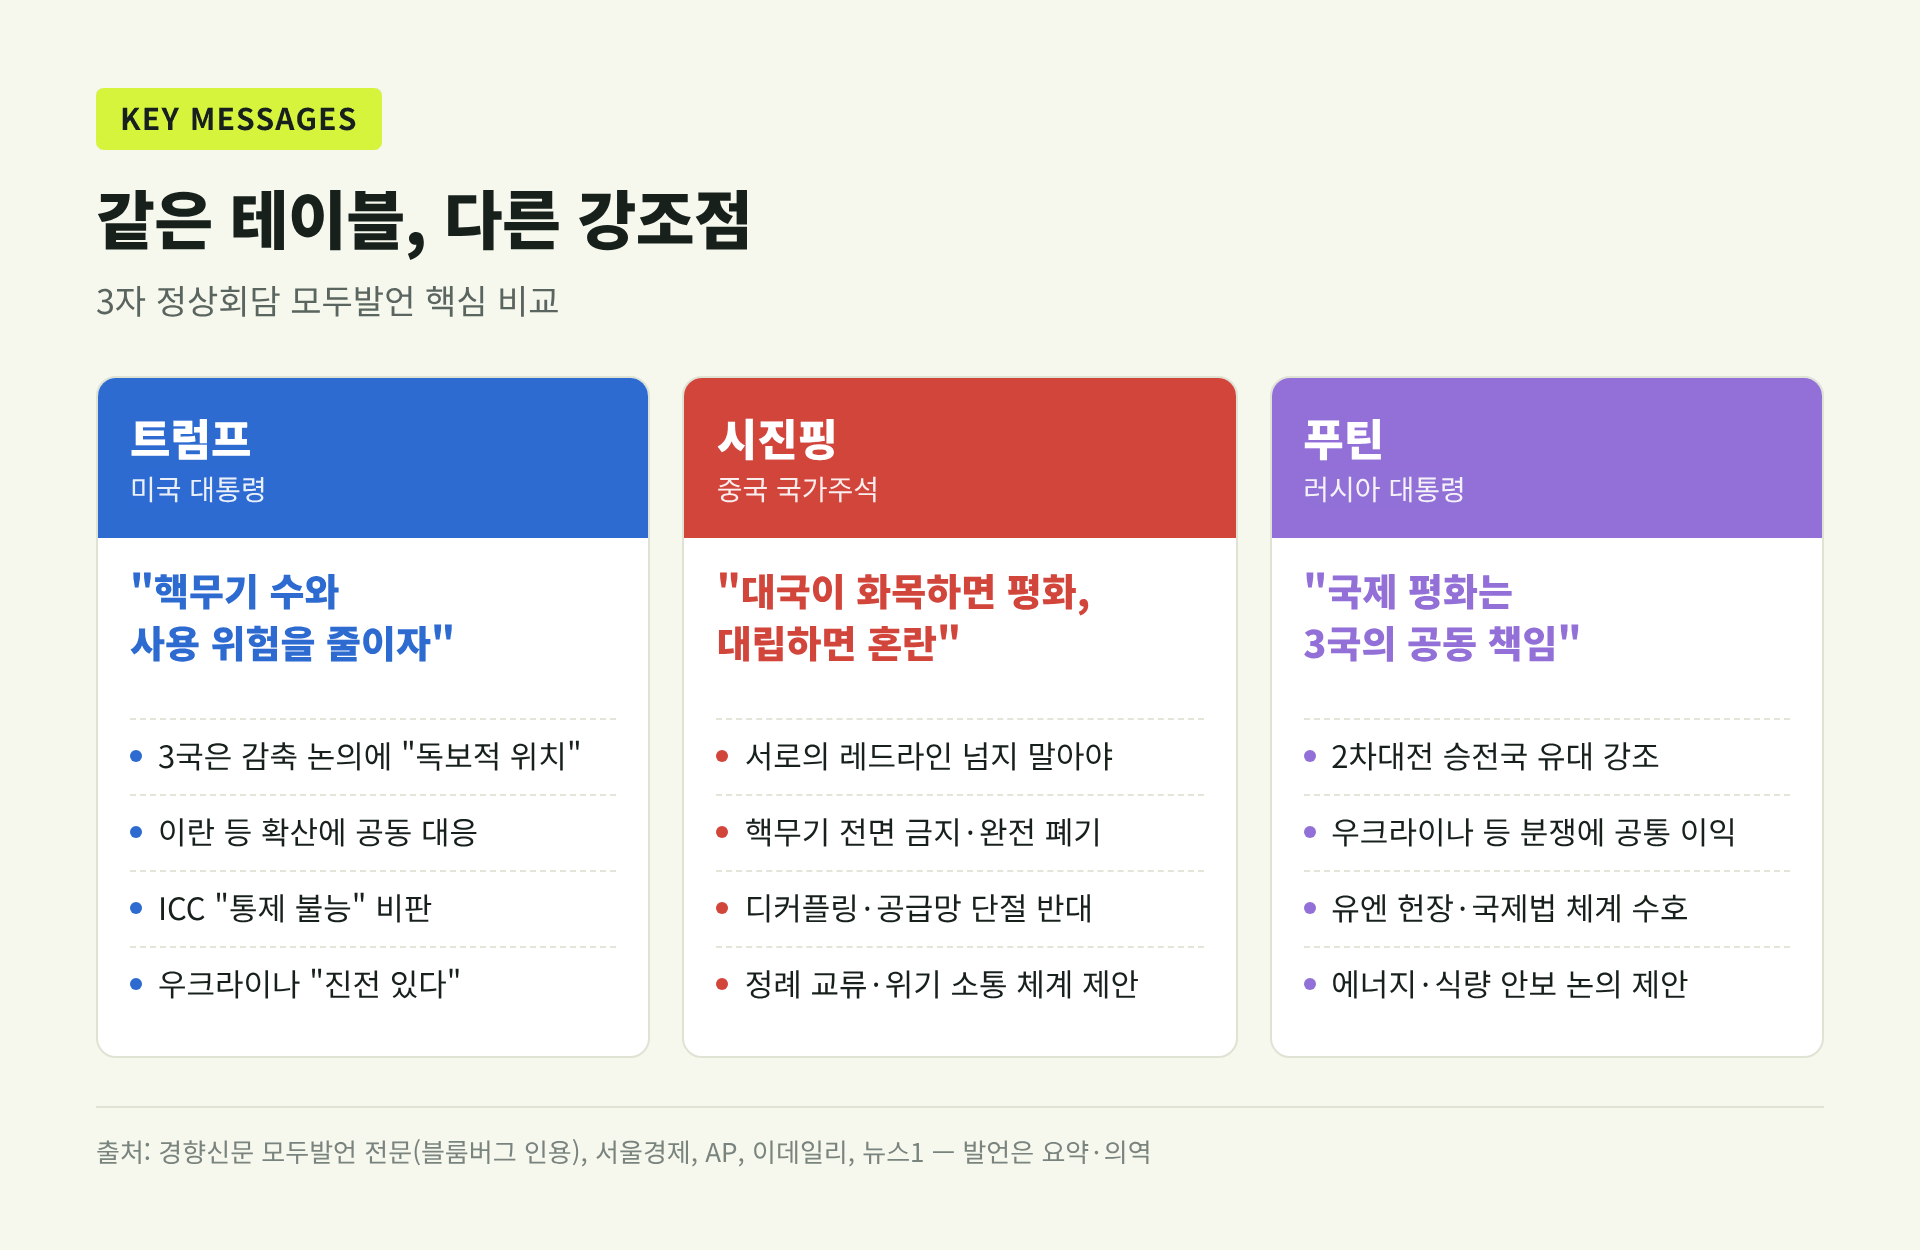 KEY MESSAGES
같은 테이블, 다른 강조점
3자 정상회담 모두발언 핵심 비교
트럼프
미국 대통령
"핵무기 수와
사용 위험을 줄이자"
3국은 감축 논의에 "독보적 위치"
이란 등 확산에 공동 대응
ICC "통제 불능" 비판
우크라이나 "진전 있다"
시진핑
중국 국가주석
"대국이 화목하면 평화,
대립하면 혼란"
서로의 레드라인 넘지 말아야
핵무기 전면 금지·완전 폐기
디커플링·공급망 단절 반대
정례 교류·위기 소통 체계 제안
푸틴
러시아 대통령
"국제 평화는
3국의 공동 책임"
2차대전 승전국 유대 강조
우크라이나 등 분쟁에 공통 이익
유엔 헌장·국제법 체계 수호
에너지·식량 안보 논의 제안
출처: 경향신문 모두발언 전문(블룸버그 인용), 서울경제, AP, 이데일리, 뉴스1 — 발언은 요약·의역